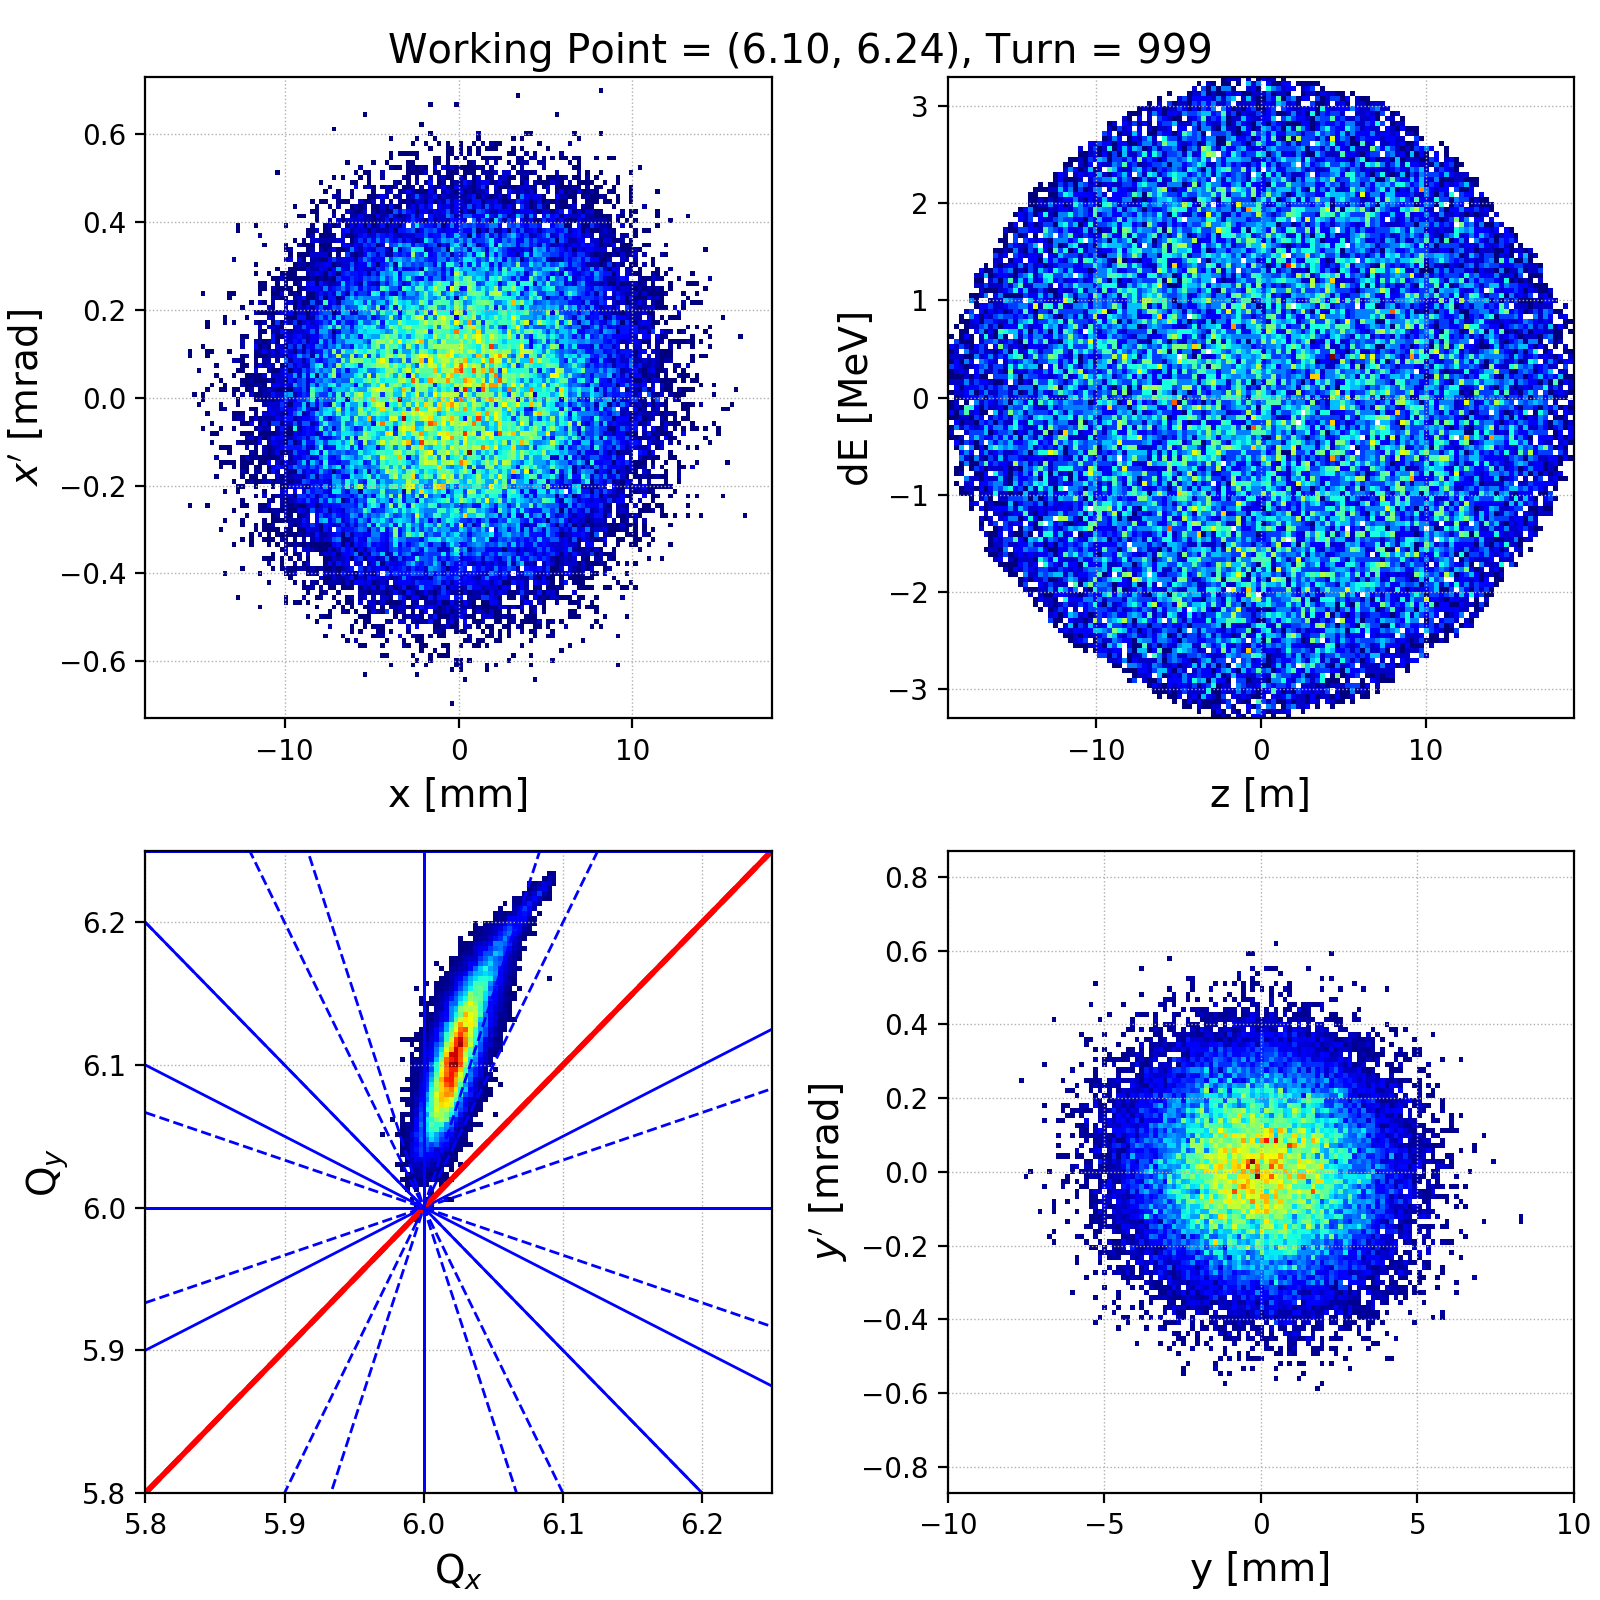 Working Point = (6.10, 6.24), Turn = 999
0.6
0.4
0.2
0.0
−0.2
−0.4
−0.6
x′ [mrad]
−10 0 10
x [mm]
3
2
1
0
−1
−2
−3
dE [MeV]
−10 0 10
z [m]
6.2
6.1
6.0
5.9
5.8
Qy
5.8 5.9 6.0 6.1 6.2
Qx
0.8
0.6
0.4
0.2
0.0
−0.2
−0.4
−0.6
−0.8
y′ [mrad]
−10 −5 0 5 10
y [mm]